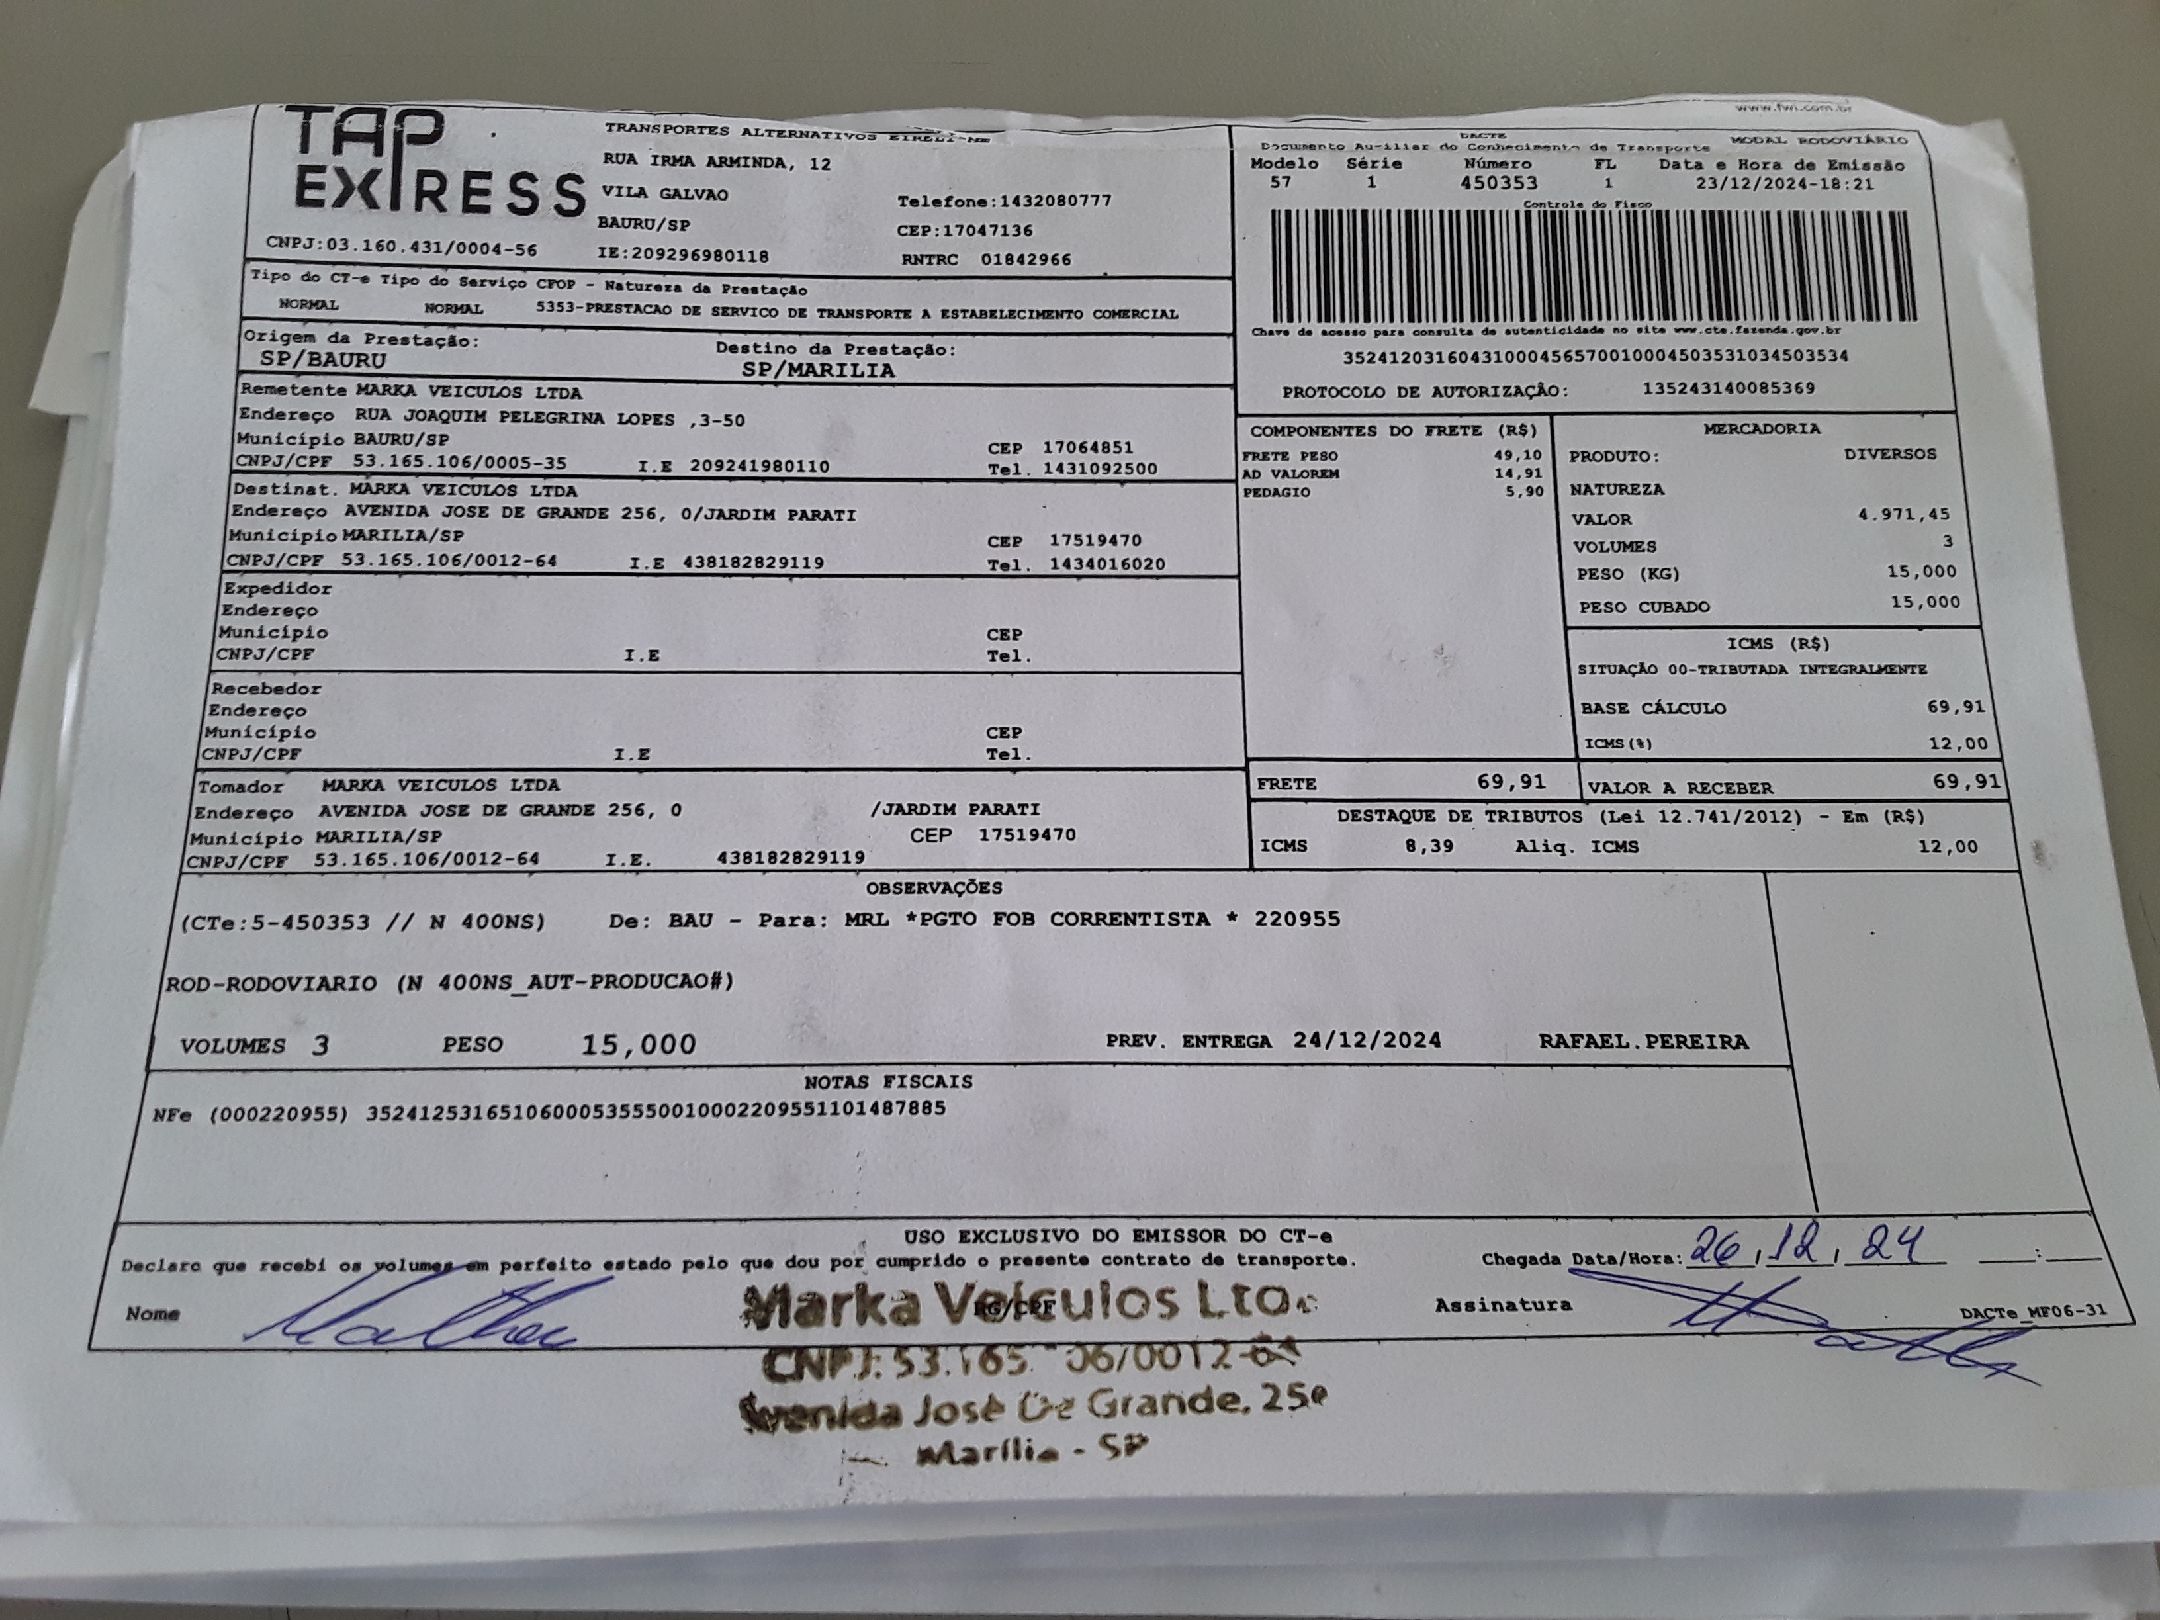 www.fwi.com.br
TAP EXPRESS
CNPJ:03.160.431/0004-56
TRANSPORTES ALTERNATIVOS EIRELI-ME
RUA IRMA ARMINDA, 12
VILA GALVAO
Telefone:1432080777
BAURU/SP
CEP:17047136
IE:209296980118
RNTRC 01842966
DACTE
MODAL RODOVIÁRIO
Documento Auxiliar do Conhecimento de Transporte
Modelo Série Número FL Data e Hora de Emissão
57 1 450353 1 23/12/2024-18:21
Controle do Fisco
Chave de acesso para consulta de autenticidade no site www.cte.fazenda.gov.br
35241203160431000456570010004503531034503534
PROTOCOLO DE AUTORIZAÇÃO: 135243140085369
Tipo do CT-e Tipo do Serviço CFOP - Natureza da Prestação
NORMAL NORMAL 5353-PRESTACAO DE SERVICO DE TRANSPORTE A ESTABELECIMENTO COMERCIAL
Origem da Prestação: Destino da Prestação:
SP/BAURU SP/MARILIA
Remetente MARKA VEICULOS LTDA
Endereço RUA JOAQUIM PELEGRINA LOPES ,3-50
Município BAURU/SP CEP 17064851
CNPJ/CPF 53.165.106/0005-35 I.E 209241980110 Tel. 1431092500
Destinat. MARKA VEICULOS LTDA
Endereço AVENIDA JOSE DE GRANDE 256, 0/JARDIM PARATI
Município MARILIA/SP CEP 17519470
CNPJ/CPF 53.165.106/0012-64 I.E 438182829119 Tel. 1434016020
Expedidor
Endereço
Município CEP
CNPJ/CPF I.E Tel.
Recebedor
Endereço
Município CEP
CNPJ/CPF I.E Tel.
Tomador MARKA VEICULOS LTDA
Endereço AVENIDA JOSE DE GRANDE 256, 0 /JARDIM PARATI
Município MARILIA/SP CEP 17519470
CNPJ/CPF 53.165.106/0012-64 I.E. 438182829119
COMPONENTES DO FRETE (R$)
FRETE PESO 49,10
AD VALOREM 14,91
PEDAGIO 5,90
MERCADORIA
PRODUTO: DIVERSOS
NATUREZA
VALOR 4.971,45
VOLUMES 3
PESO (KG) 15,000
PESO CUBADO 15,000
ICMS (R$)
SITUAÇÃO 00-TRIBUTADA INTEGRALMENTE
BASE CÁLCULO 69,91
ICMS(%) 12,00
FRETE 69,91 VALOR A RECEBER 69,91
DESTAQUE DE TRIBUTOS (Lei 12.741/2012) - Em (R$)
ICMS 8,39 Aliq. ICMS 12,00
OBSERVAÇÕES
(CTe:5-450353 // N 400NS) De: BAU - Para: MRL *PGTO FOB CORRENTISTA * 220955
ROD-RODOVIARIO (N 400NS_AUT-PRODUCAO#)
VOLUMES 3 PESO 15,000 PREV. ENTREGA 24/12/2024 RAFAEL.PEREIRA
NOTAS FISCAIS
NFe (000220955) 35241253165106000535550010002209551101487885
USO EXCLUSIVO DO EMISSOR DO CT-e
Declaro que recebi os volumes em perfeito estado pelo que dou por cumprido o presente contrato de transporte.
Chegada Data/Hora: 26, 12, 24 :
Nome RG/CPF Assinatura DACTe_MF06-31
Marka Veículos Ltda
CNPJ: 53.165 06/0012-64
Avenida José De Grande, 256
Marília - SP